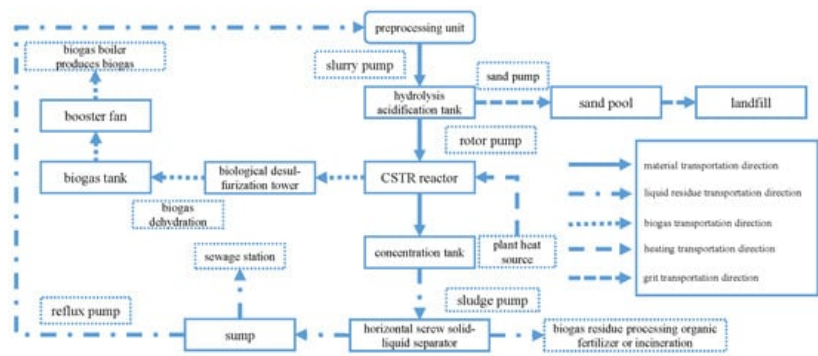 preprocessing unit
biogas boiler
produces biogas
slurry pump
sand pump
hydrolysis
acidification tank
sand pool
landfill
booster fan
rotor pump
biogas tank
biological desul-
furization tower
CSTR reactor
biogas
dehydration
material transportation direction
liquid residue transportation direction
biogas transportation direction
heating transportation direction
grit transportation direction
sewage station
concentration tank
plant heat
source
reflux pump
sludge pump
sump
horizontal screw solid-
liquid separator
biogas residue processing organic
fertilizer or incineration